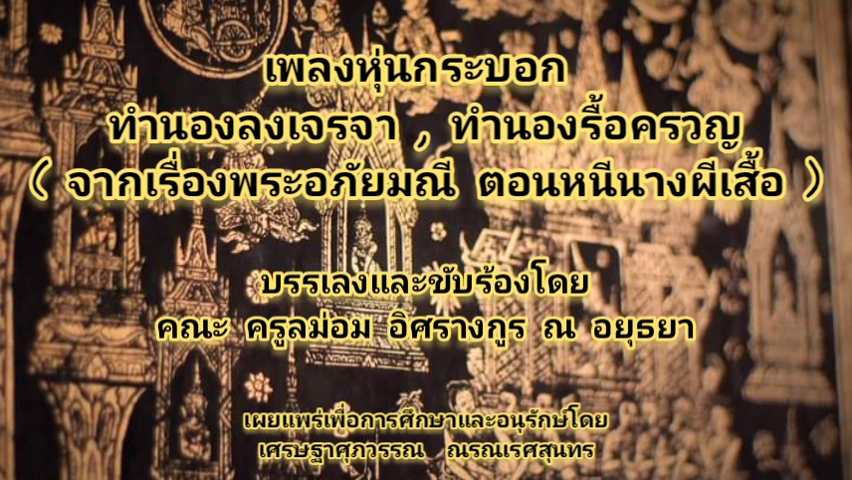 เพลงหุ่นกระบอก
ทำนองลงเจรจา , ทำนองรื้อครวญ
( จากเรื่องพระอภัยมณี ตอนหนีนางผีเสื้อ )
บรรเลงและขับร้องโดย
คณะ ครูลม่อม อิศรางกูร ณ อยุธยา
เผยแพร่เพื่อการศึกษาและอนุรักษ์โดย
เศรษฐาศุภวรรณ ณรณเรศสุนทร